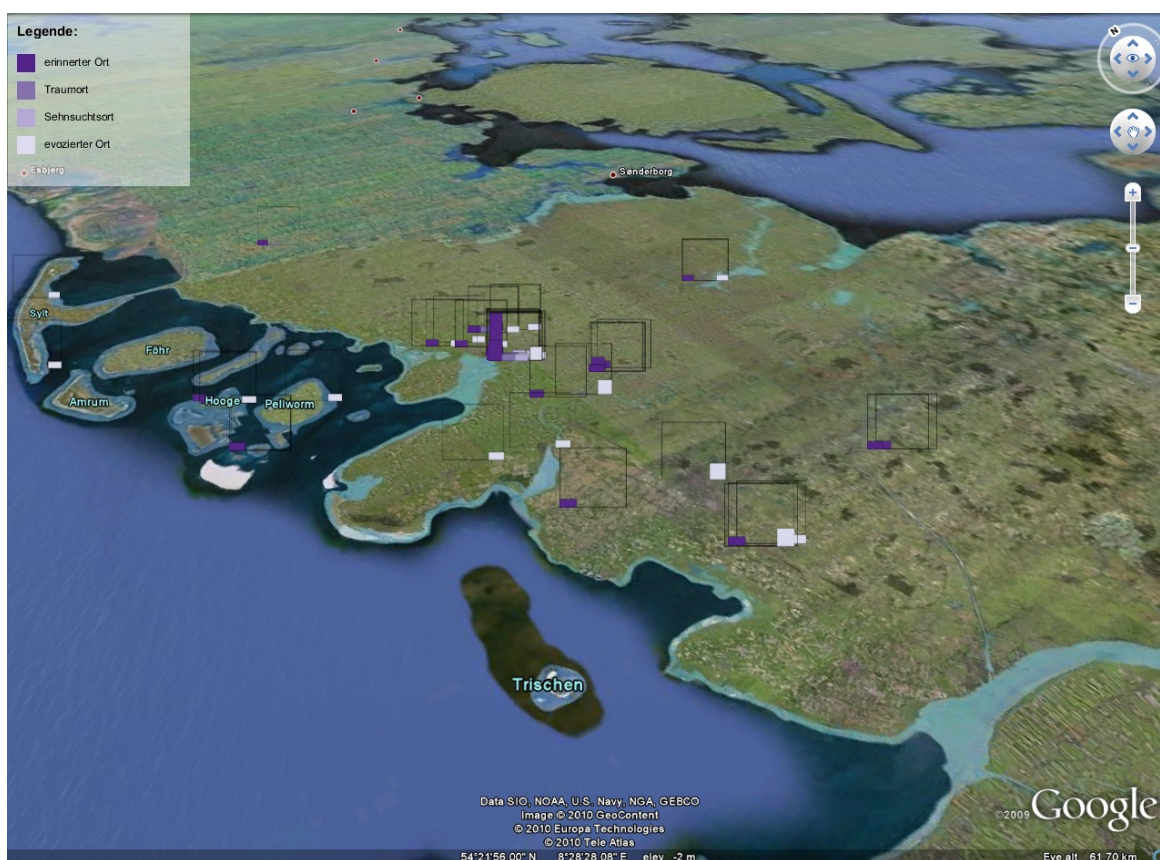 Legende:
erinnerter Ort
Traumort
Sehnsuchtsort
evozierter Ort
N
Esbjerg
Sønderborg
Sylt
Föhr
Amrum
Hooge
Pellworm
Trischen
Data SIO, NOAA, U.S. Navy, NGA, GEBCO
Image © 2010 GeoContent
© 2010 Europa Technologies
© 2010 Tele Atlas
©2009 Google
54°21'56.00" N 8°28'28.08" E elev -2 m
Eye alt 61.70 km